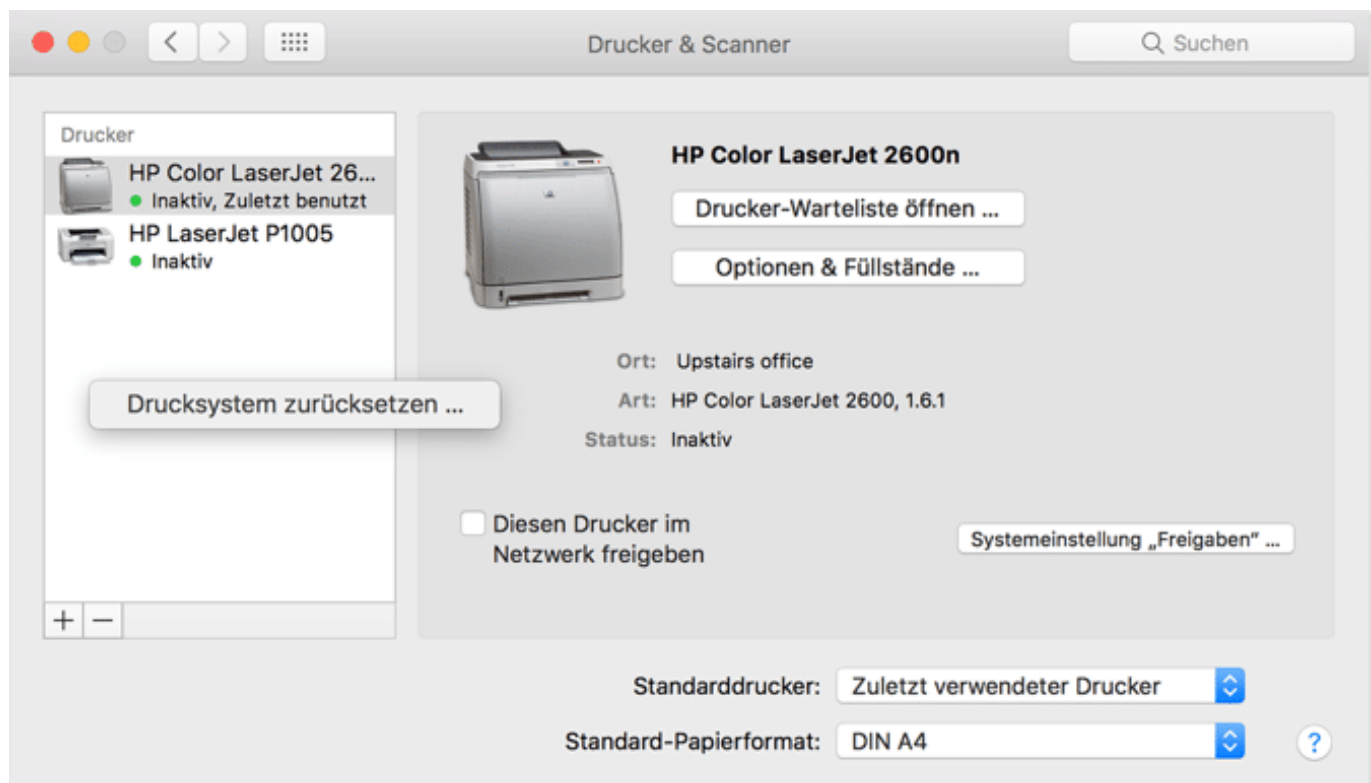 Drucker & Scanner
Suchen
Drucker
HP Color LaserJet 26...
Inaktiv, Zuletzt benutzt
HP LaserJet P1005
Inaktiv
Drucksystem zurücksetzen ...
HP Color LaserJet 2600n
Drucker-Warteliste öffnen ...
Optionen & Füllstände ...
Ort: Upstairs office
Art: HP Color LaserJet 2600, 1.6.1
Status: Inaktiv
Diesen Drucker im
Netzwerk freigeben
Systemeinstellung „Freigaben“ ...
+ −
Standarddrucker: Zuletzt verwendeter Drucker
Standard-Papierformat: DIN A4
?